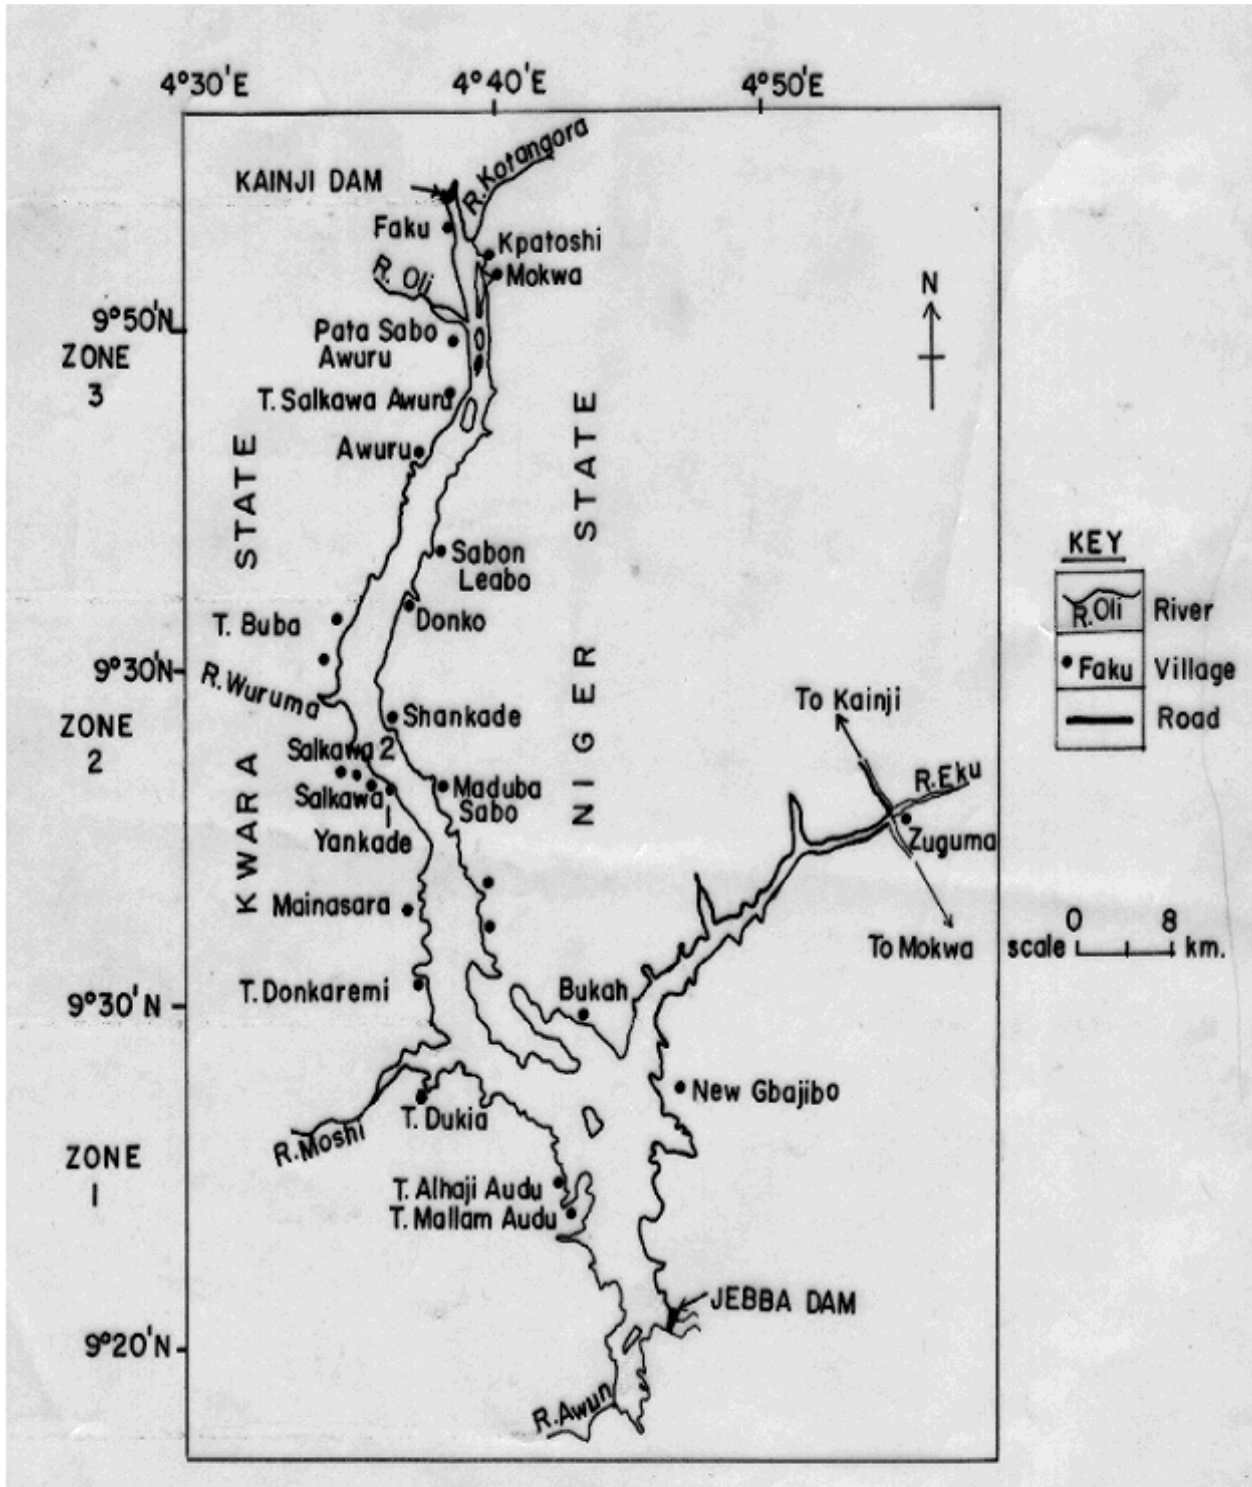 4°30'E 4°40'E 4°50'E
R.Kotangora
KAINJI DAM
Faku
Kpatoshi
Mokwa
R. Oli
N
9°50'N
ZONE
3
Pata Sabo
Awuru
T.Salkawa Awuru
Awuru
KWARA STATE
NIGER STATE
Sabon
Leabo
Donko
T. Buba
KEY
R.Oli River
Faku Village
Road
9°30'N
R.Wuruma
ZONE
2
Shankade
To Kainji
Salkawa 2
Salkawa
Yankade
Maduba
Sabo
R.Eku
Zuguma
Mainasara
To Mokwa
0 8
scale km.
T. Donkaremi
Bukah
9°30'N
New Gbajibo
T. Dukia
R.Moshi
ZONE
1
T. Alhaji Audu
T. Mallam Audu
JEBBA DAM
9°20'N
R.Awun